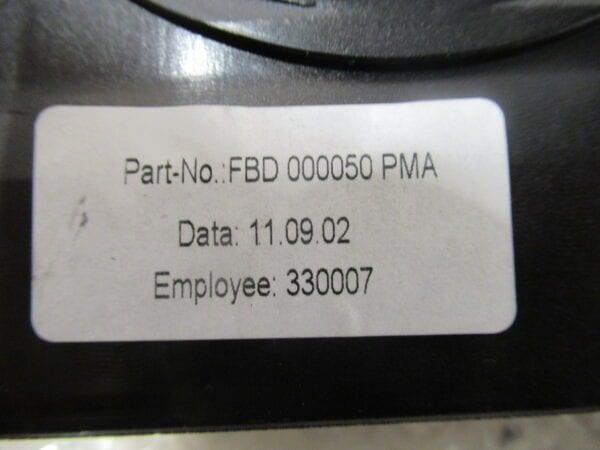 Part-No.:FBD 000050 PMA
Data: 11.09.02
Employee: 330007